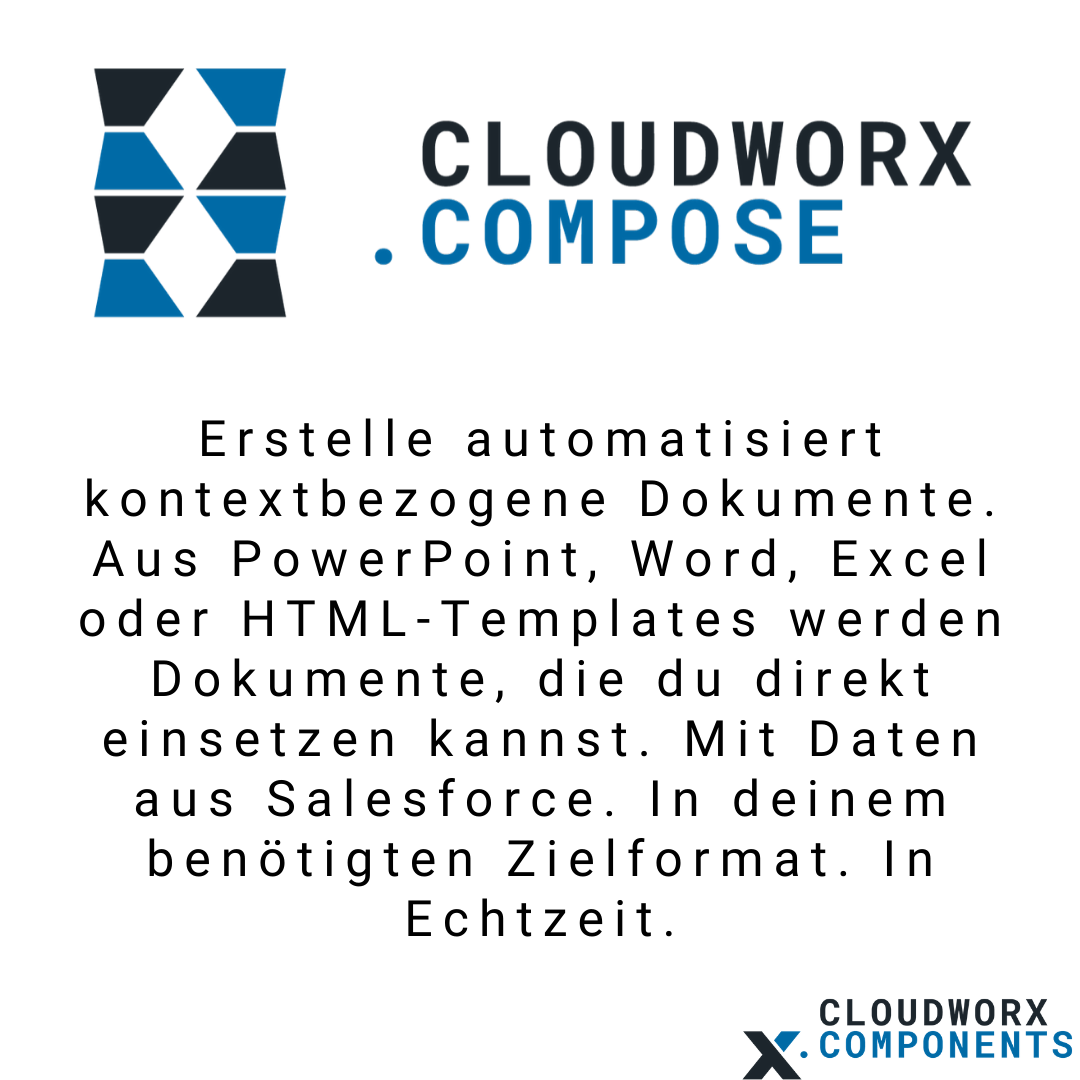 CLOUDWORX
.COMPOSE
Erstelle automatisiert
kontextbezogene Dokumente.
Aus PowerPoint, Word, Excel
oder HTML-Templates werden
Dokumente, die du direkt
einsetzen kannst. Mit Daten
aus Salesforce. In deinem
benötigten Zielformat. In
Echtzeit.
CLOUDWORX
X.COMPONENTS